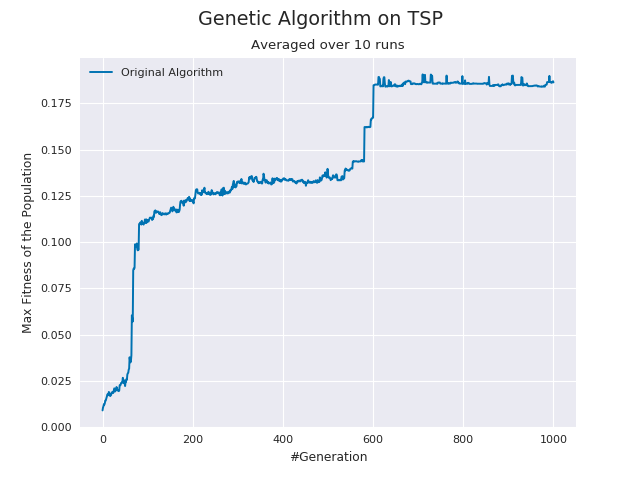 Genetic Algorithm on TSP
Averaged over 10 runs
Original Algorithm
Max Fitness of the Population
0.175
0.150
0.125
0.100
0.075
0.050
0.025
0.000
0 200 400 600 800 1000
#Generation